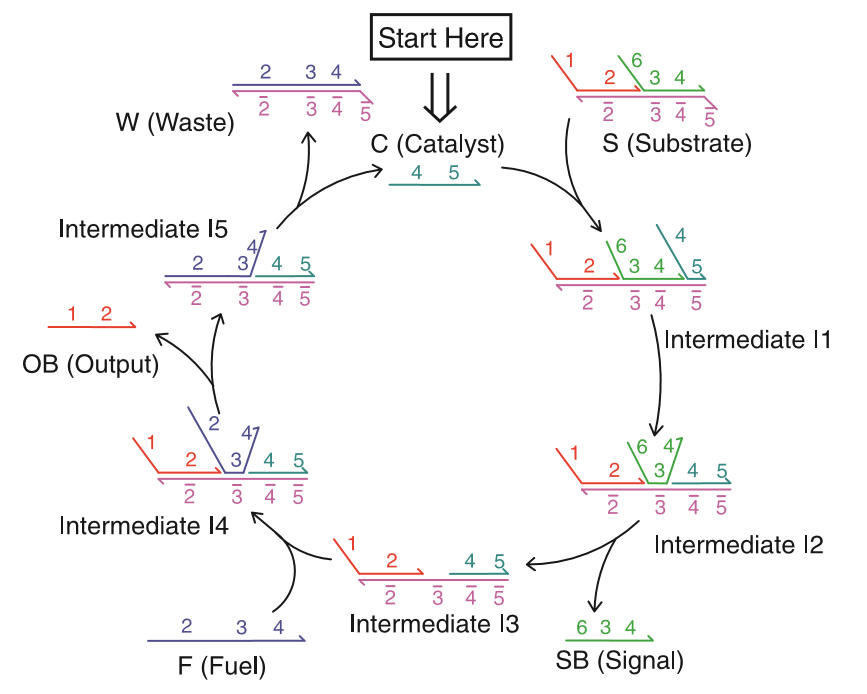 Start Here
2 3 4
2̅ 3̅ 4̅ 5̅
W (Waste)
C (Catalyst)
4 5
1 2 6 3 4
2̅ 3̅ 4̅ 5̅
S (Substrate)
1 2 6 3 4 4 5
2̅ 3̅ 4̅ 5̅
Intermediate I1
1 2 6 3 4 4 5
2̅ 3̅ 4̅ 5̅
Intermediate I2
6 3 4
SB (Signal)
1 2 4 5
2̅ 3̅ 4̅ 5̅
Intermediate I3
2 3 4
F (Fuel)
1 2 2 3 4 4 5
2̅ 3̅ 4̅ 5̅
Intermediate I4
1 2
OB (Output)
Intermediate I5
2 3 4 4 5
2̅ 3̅ 4̅ 5̅